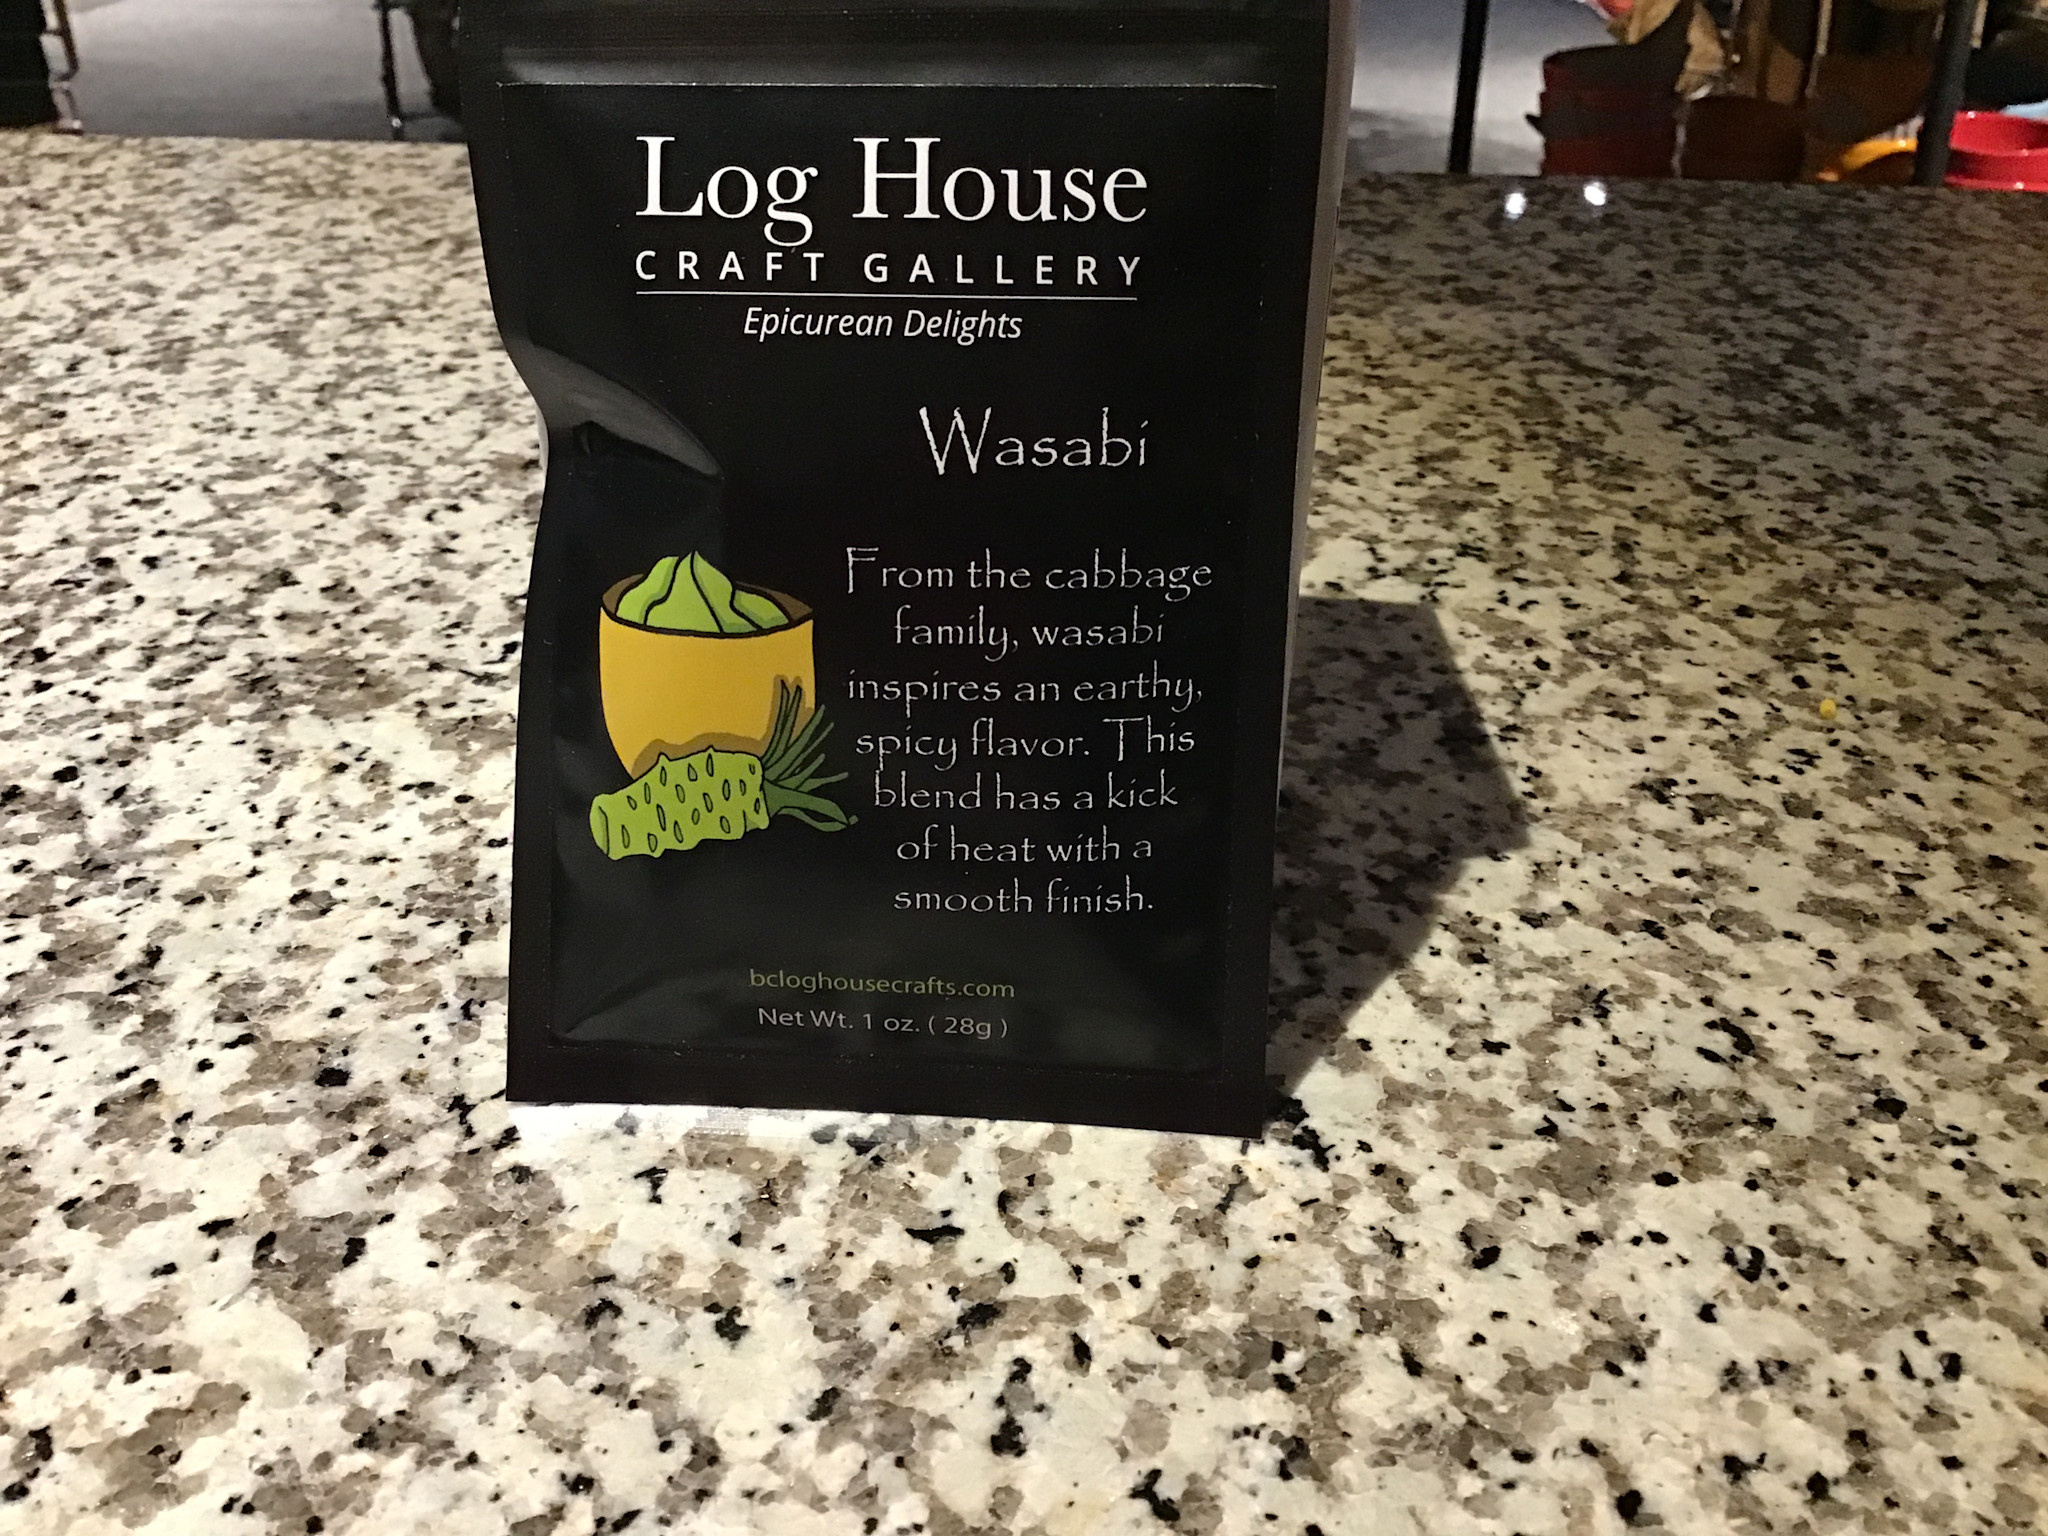 Log House
CRAFT GALLERY
Epicurean Delights
Wasabi
From the cabbage
family, wasabi
inspires an earthy,
spicy flavor. This
blend has a kick
of heat with a
smooth finish.
bcloghousecrafts.com
Net Wt. 1 oz. ( 28g )